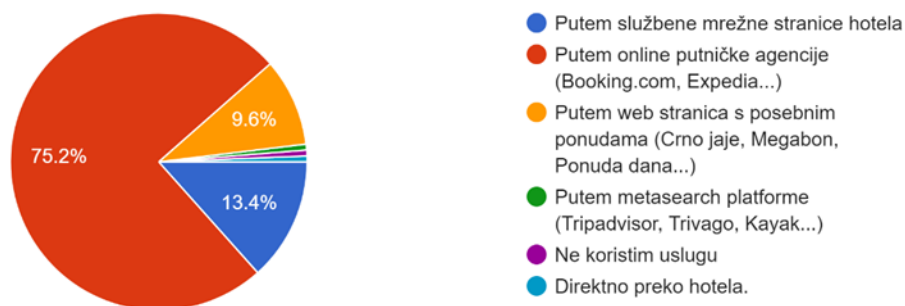 75.2%
9.6%
13.4%
Putem službene mrežne stranice hotela
Putem online putničke agencije
(Booking.com, Expedia...)
Putem web stranica s posebnim
ponudama (Crno jaje, Megabon,
Ponuda dana...)
Putem metasearch platforme
(Tripadvisor, Trivago, Kayak...)
Ne koristim uslugu
Direktno preko hotela.